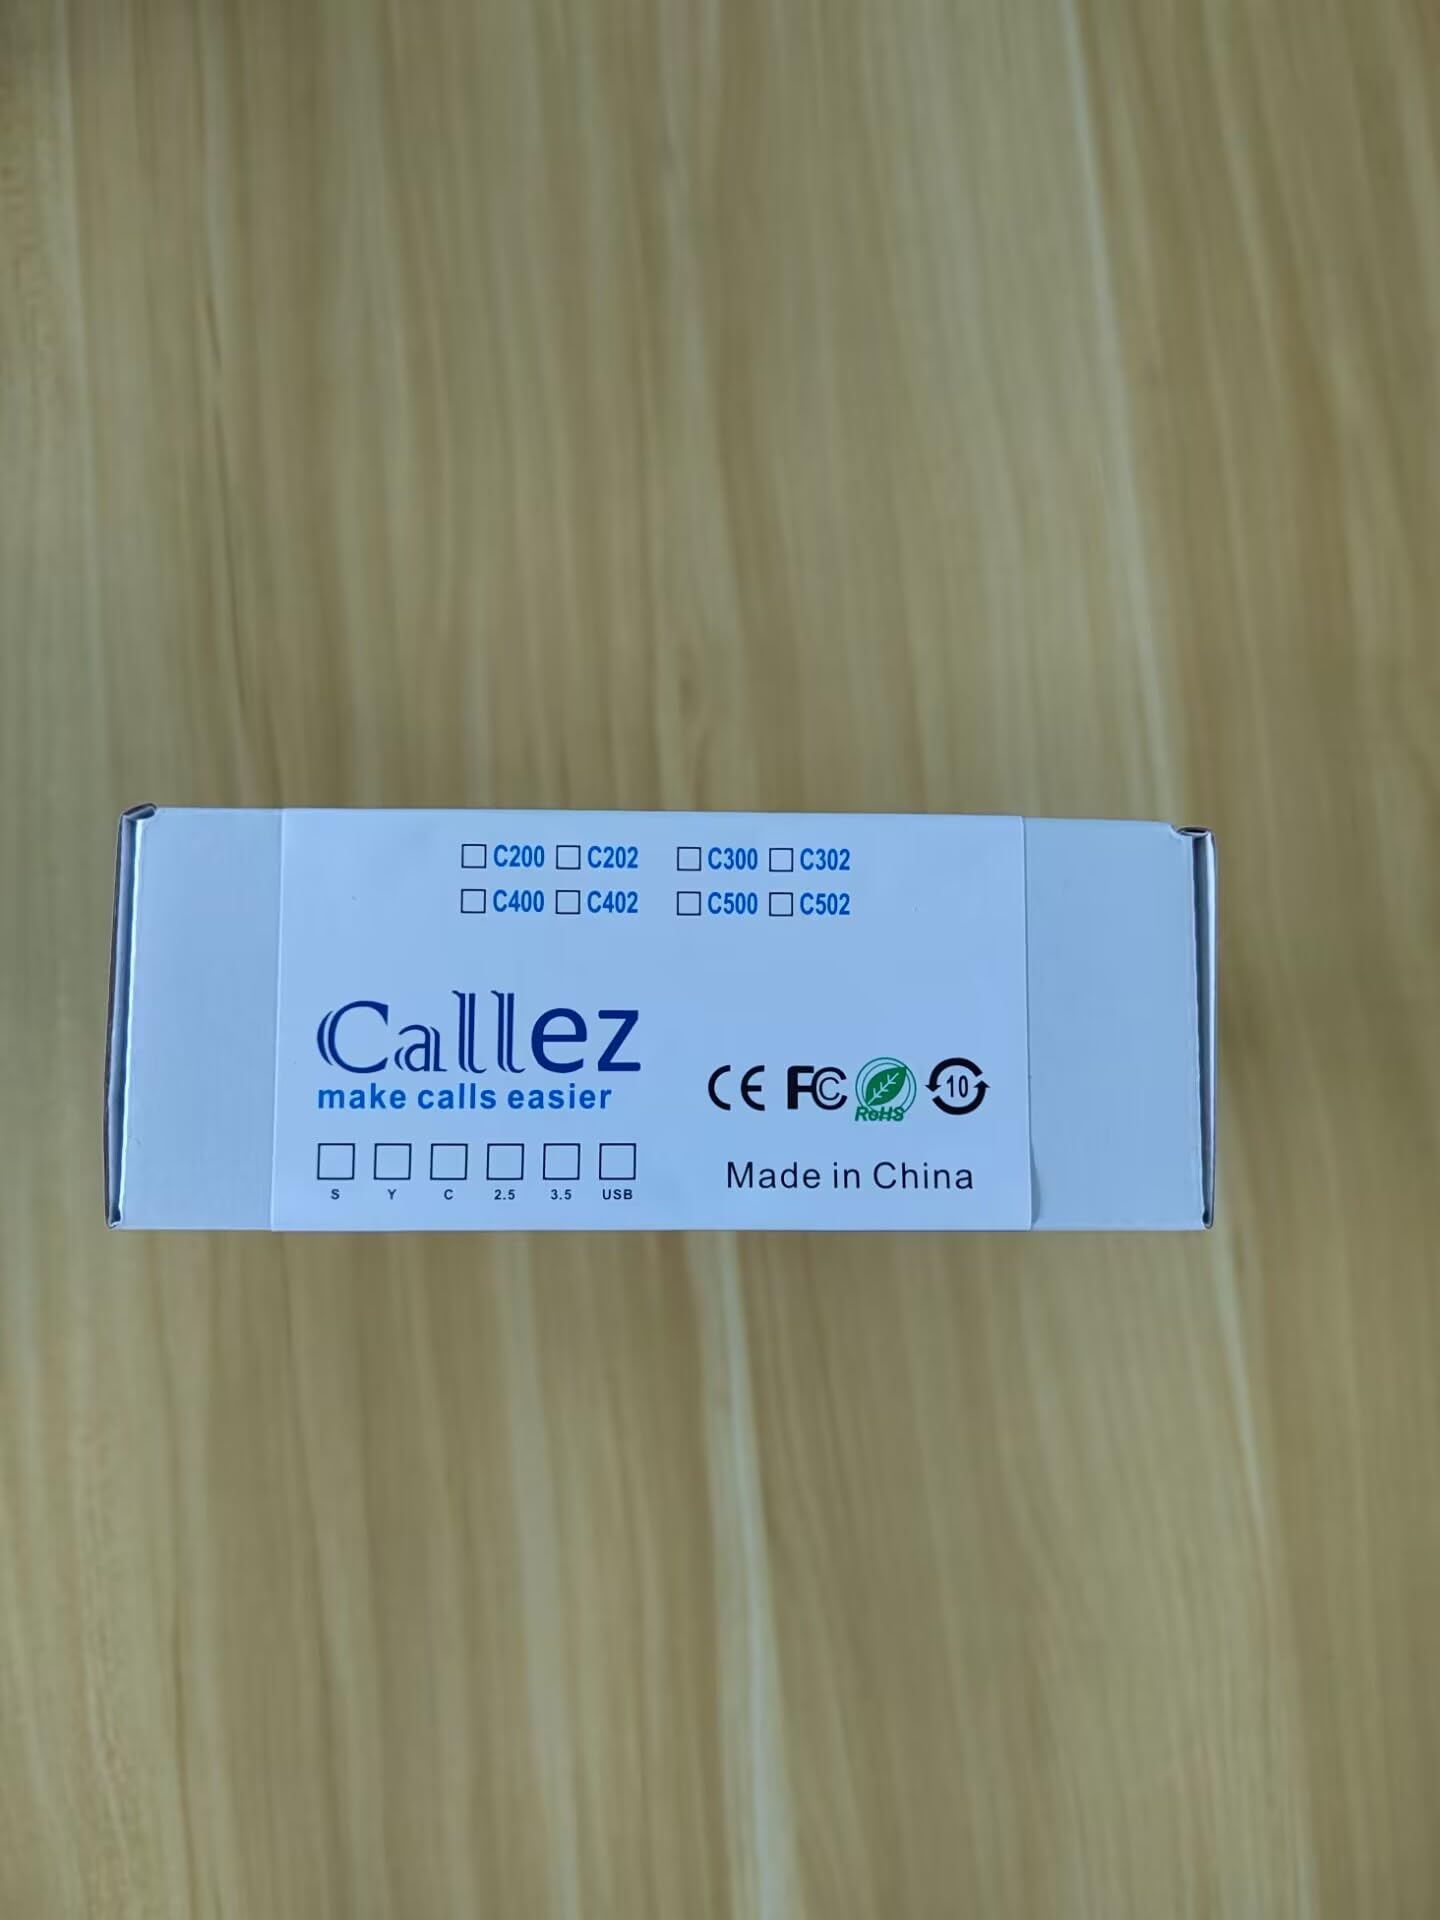 C200 C202 C300 C302
C400 C402 C500 C502
Callez
make calls easier
CE FC RoHS 10
S Y C 2.5 3.5 USB
Made in China